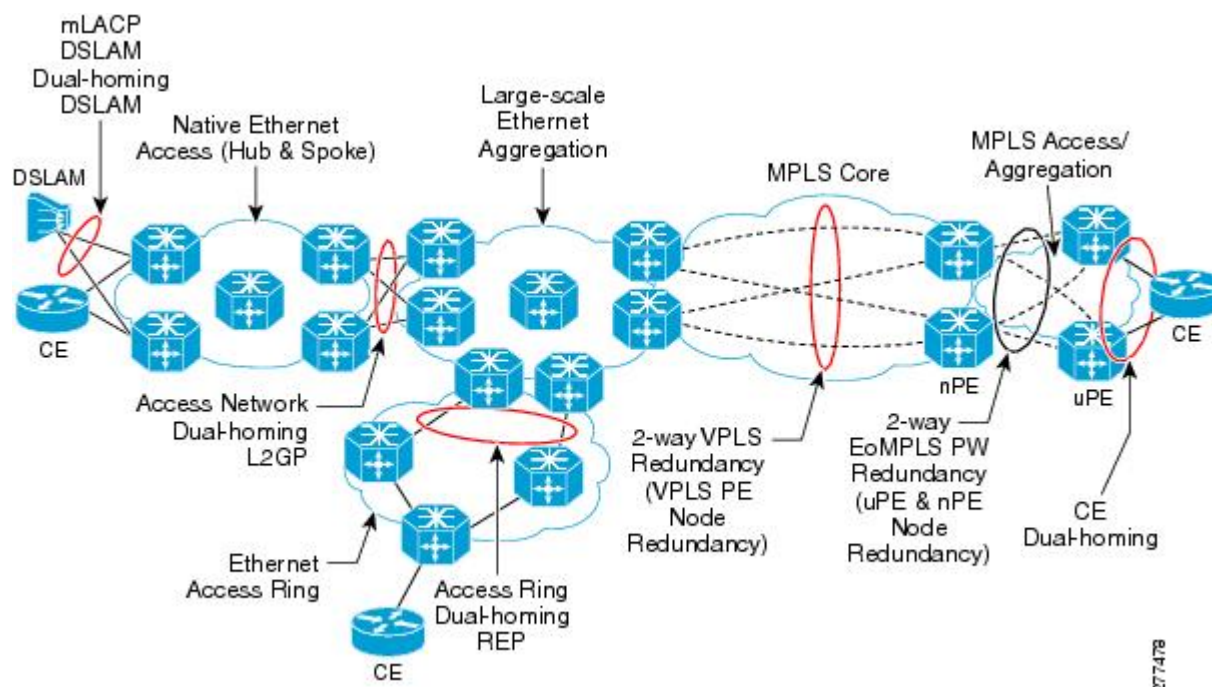 mLACP
DSLAM
Dual-homing
DSLAM
Native Ethernet
Access (Hub & Spoke)
Large-scale
Ethernet
Aggregation
MPLS Core
MPLS Access/
Aggregation
DSLAM
CE
CE
nPE
uPE
Access Network
Dual-homing
L2GP
2-way VPLS
Redundancy
(VPLS PE
Node
Redundancy)
2-way
EoMPLS PW
Redundancy
(uPE & nPE
Node
Redundancy)
CE
Dual-homing
Ethernet
Access Ring
Access Ring
Dual-homing
REP
CE
277478